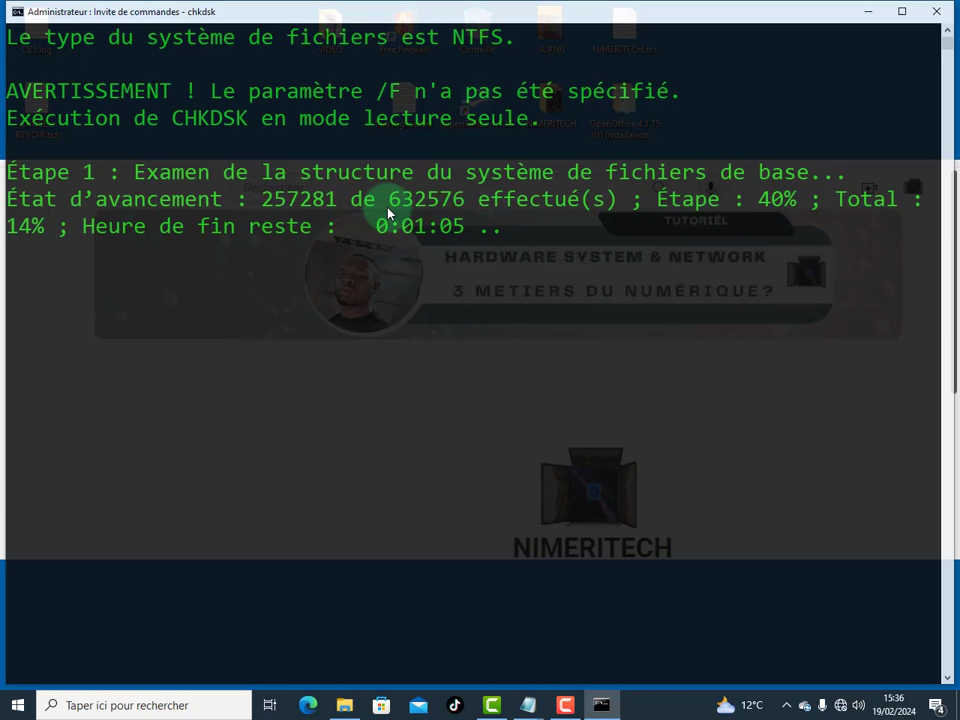 Administrateur : Invite de commandes - chkdsk
Le type du système de fichiers est NTFS.
AVERTISSEMENT ! Le paramètre /F n'a pas été spécifié.
Exécution de CHKDSK en mode lecture seule.
Étape 1 : Examen de la structure du système de fichiers de base...
État d’avancement : 257281 de 632576 effectué(s) ; Étape : 40% ; Total :
14% ; Heure de fin reste :   0:01:05 ..
TUTORIÉL
HARDWARE SYSTEM & NETWORK
3 METIERS DU NUMÉRIQUE?
NIMERITECH
Taper ici pour rechercher
12°C
15:36
19/02/2024
4